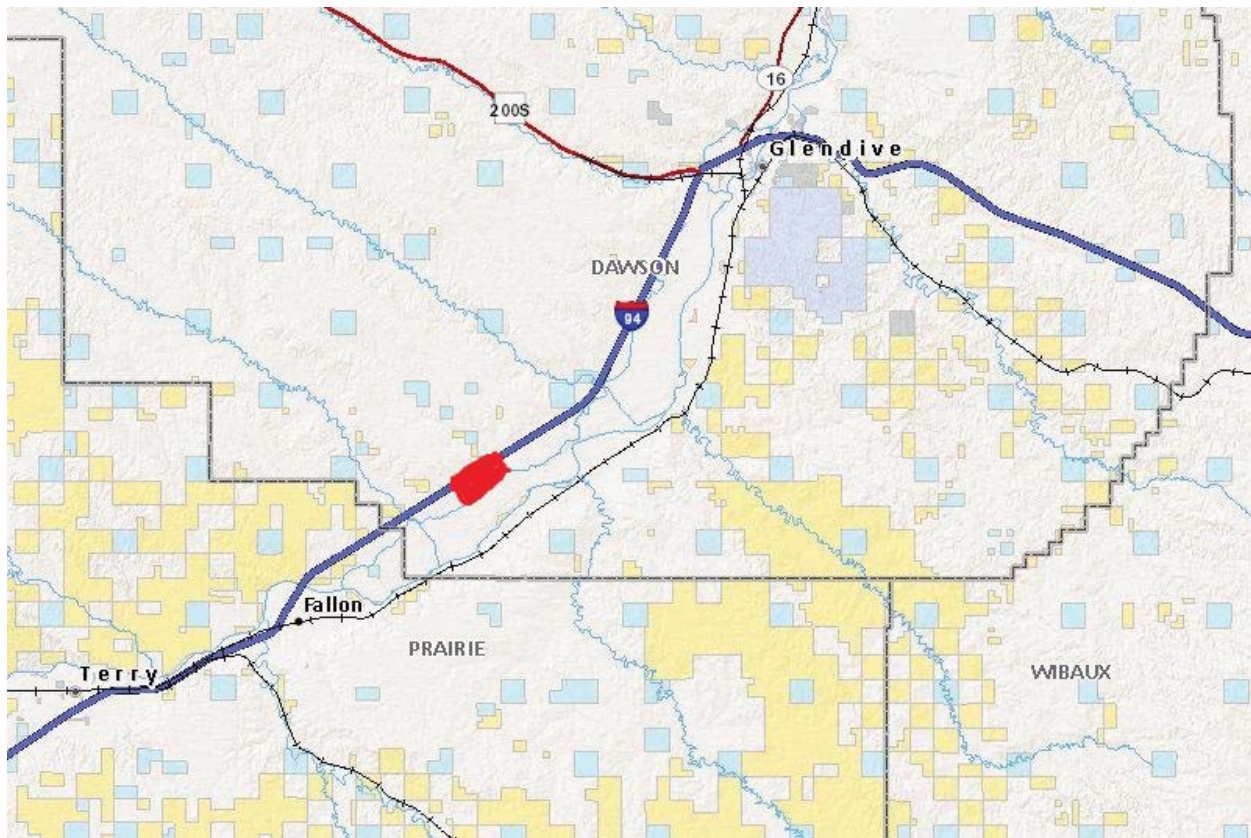 16
200S
Glendive
DAWSON
94
Fallon
PRAIRIE
Terry
WIBAUX